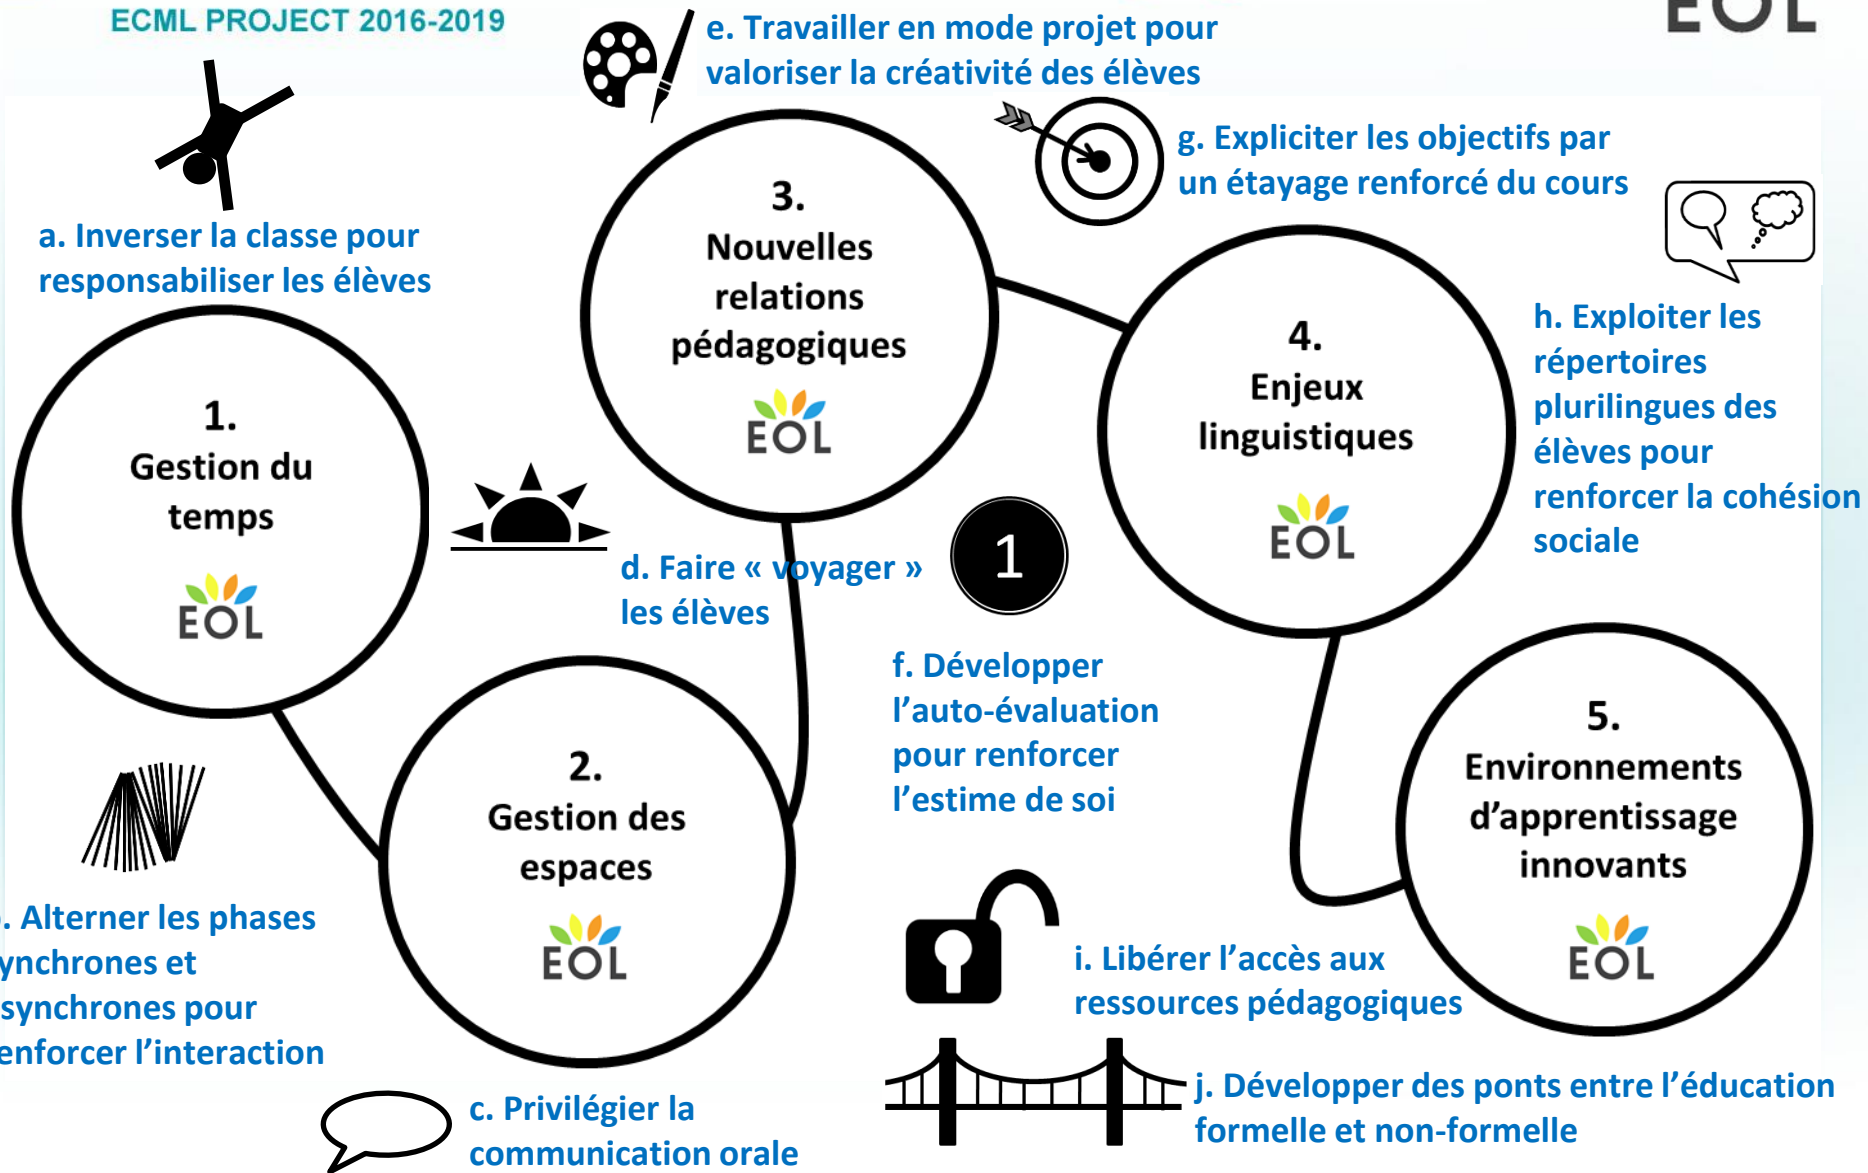 ECML PROJECT 2016-2019
EOL
e. Travailler en mode projet pour
valoriser la créativité des élèves
g. Expliciter les objectifs par
un étayage renforcé du cours
a. Inverser la classe pour
responsabiliser les élèves
3.
Nouvelles
relations
pédagogiques
EOL
h. Exploiter les
répertoires
plurilingues des
élèves pour
renforcer la cohésion
sociale
4.
Enjeux
linguistiques
EOL
1.
Gestion du
temps
EOL
d. Faire « voyager »
les élèves
1
f. Développer
l’auto-évaluation
pour renforcer
l’estime de soi
2.
Gestion des
espaces
EOL
5.
Environnements
d’apprentissage
innovants
EOL
. Alterner les phases
ynchrones et
synchrones pour
enforcer l’interaction
i. Libérer l’accès aux
ressources pédagogiques
c. Privilégier la
communication orale
j. Développer des ponts entre l’éducation
formelle et non-formelle